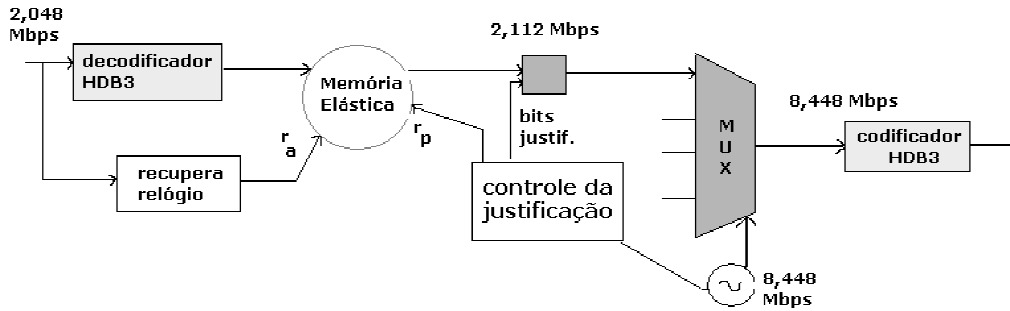 2,048
Mbps
decodificador
HDB3
recupera
relógio
Memória
Elástica
r
a
r
p
2,112 Mbps
bits
justif.
controle da
justificação
M
U
X
8,448 Mbps
codificador
HDB3
8,448
Mbps